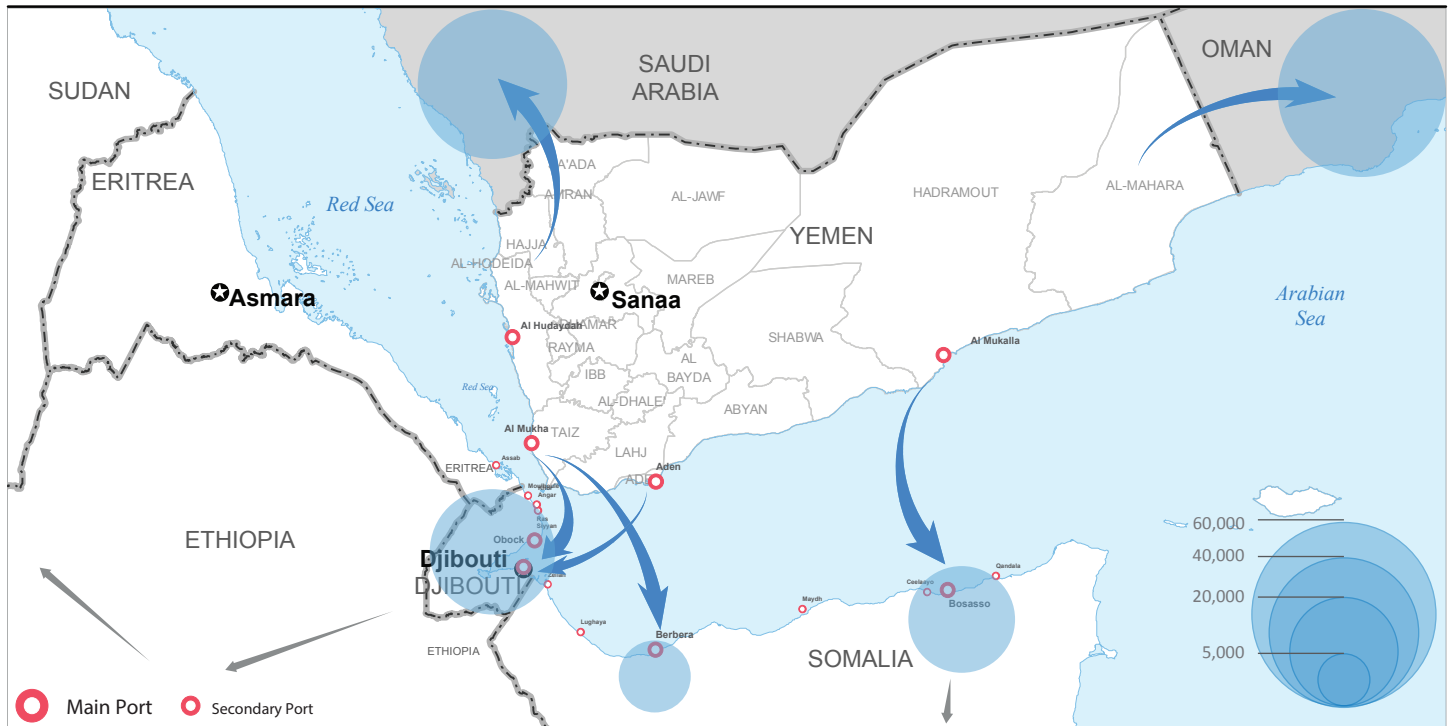 SUDAN
SAUDI
ARABIA
OMAN
ERITREA
Red Sea
AMRAN
AL-JAWF
HADRAMOUT
AL-MAHARA
YEMEN
HAJJA
AL-HODEIDA
AL-MAHWIT
MAREB
Asmara
Sanaa
Arabian
Sea
Al Hudaydah
RAYMA
SHABWA
Al Mukalla
AL
BAYDA
IBB
Red Sea
AL-DHALE'
ABYAN
Al Mukha
TAIZ
LAHJ
Assab
ERITREA
Aden
Angar
Siyyan
ETHIOPIA
Obock
Djibouti
DJIBOUTI
Qandala
Bosasso
Maydh
Lughaya
Berbera
ETHIOPIA
SOMALIA
60,000
40,000
20,000
5,000
Main Port
Secondary Port